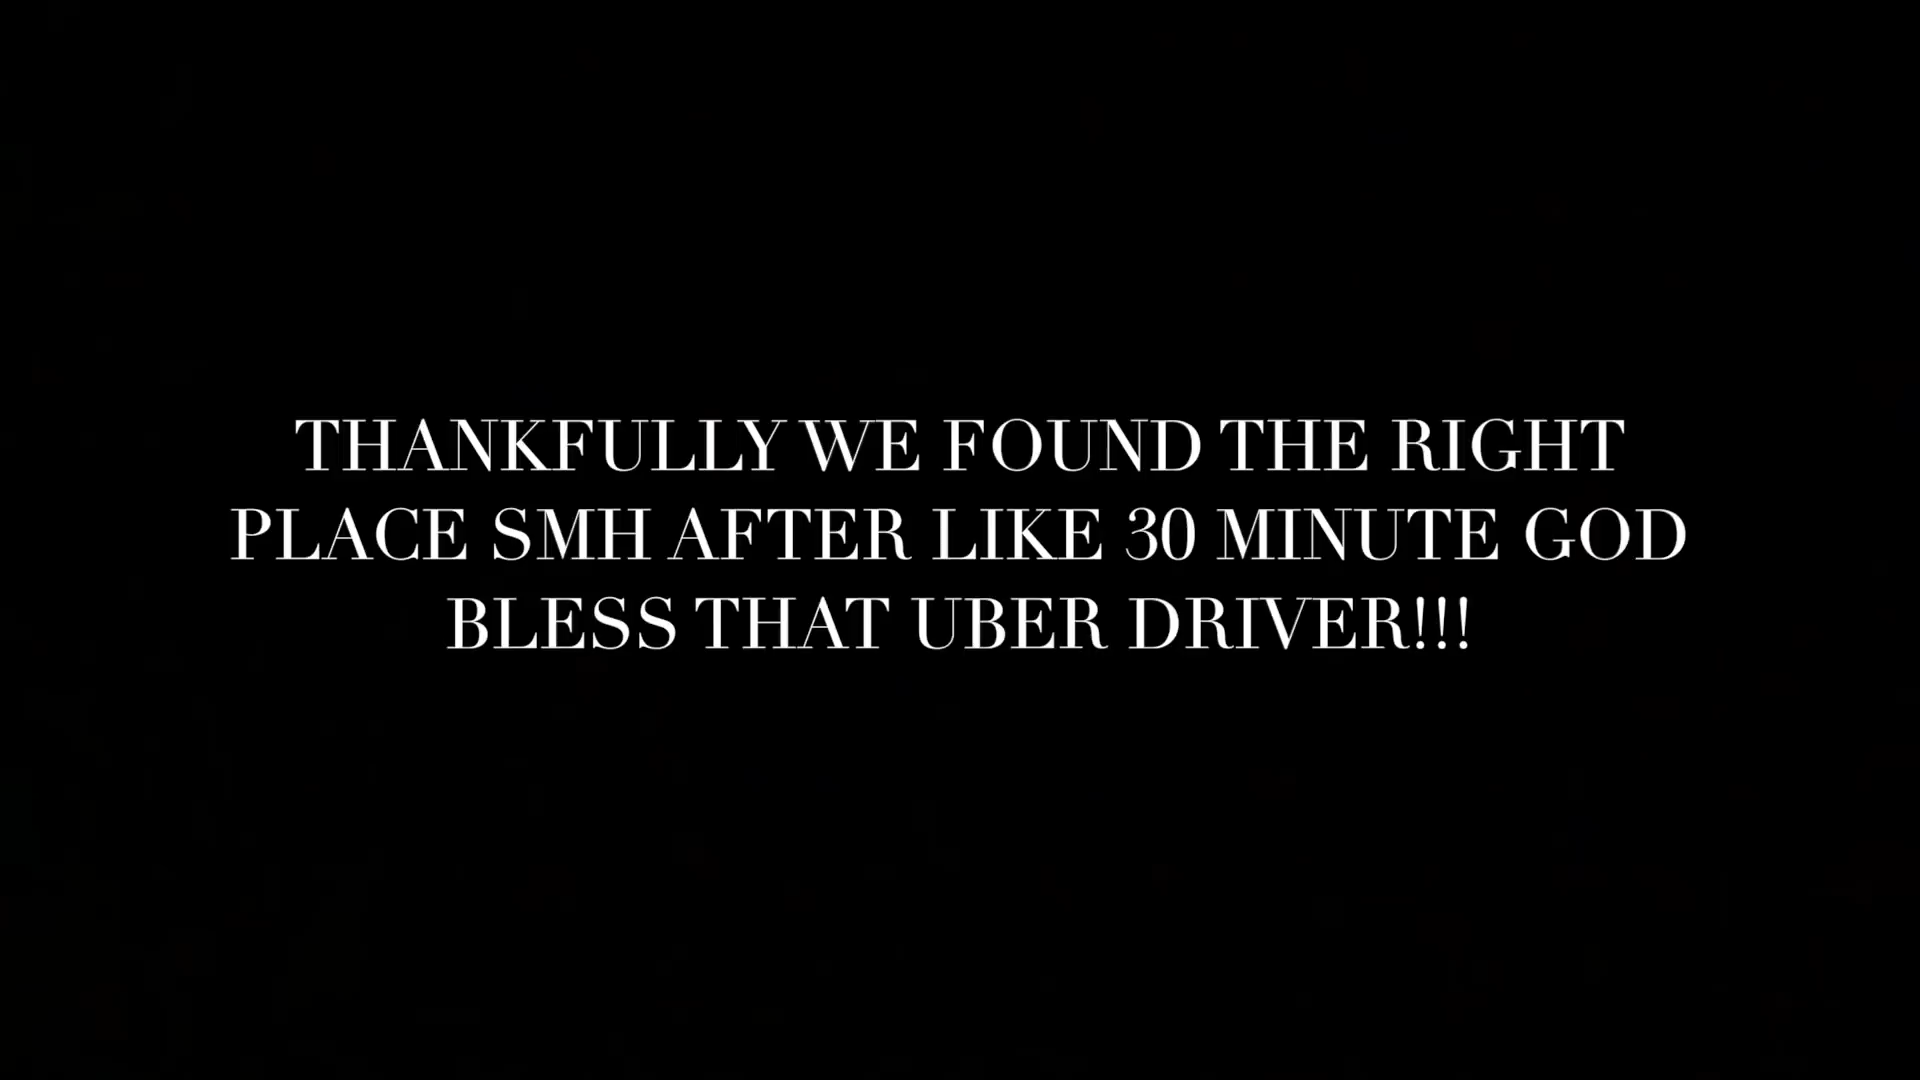 THANKFULLY WE FOUND THE RIGHT
PLACE SMH AFTER LIKE 30 MINUTE GOD
BLESS THAT UBER DRIVER!!!